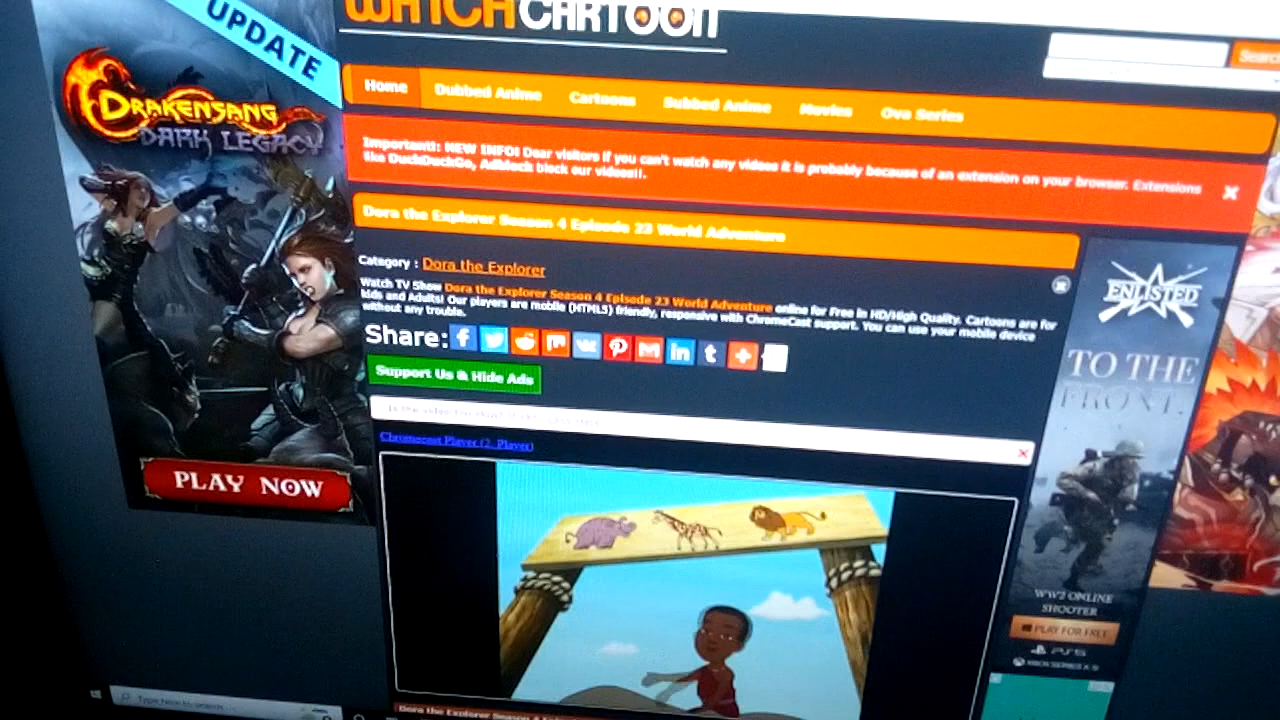 UPDATE
WATCHCARTOON
Search
DRAKENSANG
DARK LEGACY
Home
Dubbed Anime
Cartoons
Subbed Anime
Movies
Ova Series
Important!: NEW INFO! Dear visitors if you can't watch any videos it is probably because of an extension on your browser. Extensions
like DuckDuckGo, AdBlock block our videos!!.
Dora the Explorer Season 4 Episode 23 World Adventure
Category : Dora the Explorer
Watch TV Show Dora the Explorer Season 4 Episode 23 World Adventure online for Free in HD/High Quality. Cartoons are for
kids and Adults! Our players are mobile (HTML5) friendly, responsive with ChromeCast support. You can use your mobile device
without any trouble.
Share:
Support Us & Hide Ads
Chromecast Player (2. Player)
PLAY NOW
ENLISTED
TO THE
FRONT.
WW2 ONLINE
SHOOTER
PLAY FOR FREE
PS5
XBOX SERIES X|S
Type here to search
Dora the Explorer Season 4